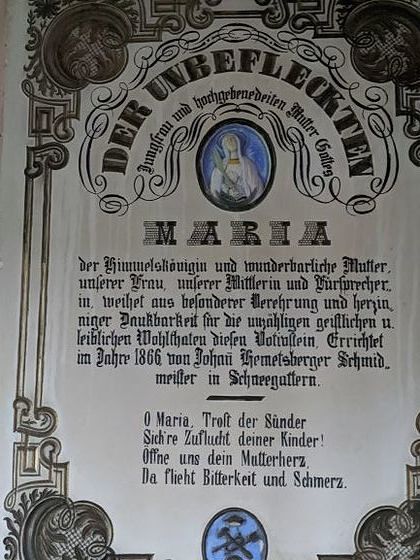 DER UNBEFLECKTEN
Jungfrau und hochgebenedeiten Mutter Gottes
MARIA
der Himmelskönigin und wunderbarliche Mutter,
unserer Frau, unserer Mittlerin und Fürsprecher„
in, weihet aus besonderer Verehrung und herzin„
niger Dankbarkeit für die unzähligen geistlichen u.
leiblichen Wohlthaten diesen Votivstein. Errichtet
im Jahre 1866 von Johañ Hemetsberger Schmid„
meister in Schneegattern.
O Maria, Trost der Sünder
Sich're Zuflucht deiner Kinder!
Öffne uns dein Mutterherz,
Da flieht Bitterkeit und Schmerz.